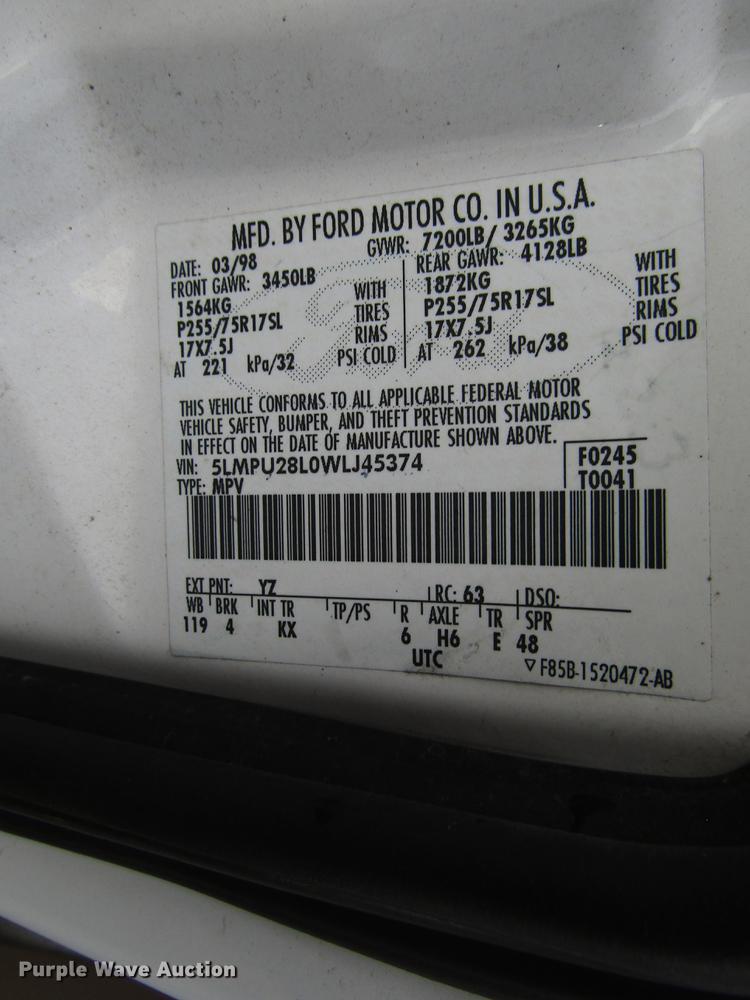 MFD. BY FORD MOTOR CO. IN U.S.A.
DATE: 03/98 GVWR: 7200LB/ 3265KG
FRONT GAWR: 3450LB REAR GAWR: 4128LB
1564KG WITH 1872KG WITH
P255/75R17SL TIRES P255/75R17SL TIRES
17X7.5J RIMS 17X7.5J RIMS
AT 221 kPa/32 PSI COLD AT 262 kPa/38 PSI COLD
Ford
THIS VEHICLE CONFORMS TO ALL APPLICABLE FEDERAL MOTOR
VEHICLE SAFETY, BUMPER, AND THEFT PREVENTION STANDARDS
IN EFFECT ON THE DATE OF MANUFACTURE SHOWN ABOVE.
VIN: 5LMPU28L0WLJ45374 F0245
TYPE: MPV T0041
EXT PNT: YZ RC: 63 DSO:
WB BRK INT TR TP/PS R AXLE TR SPR
119 4 KX 6 H6 E 48
UTC ▽F85B-1520472-AB
Purple Wave Auction